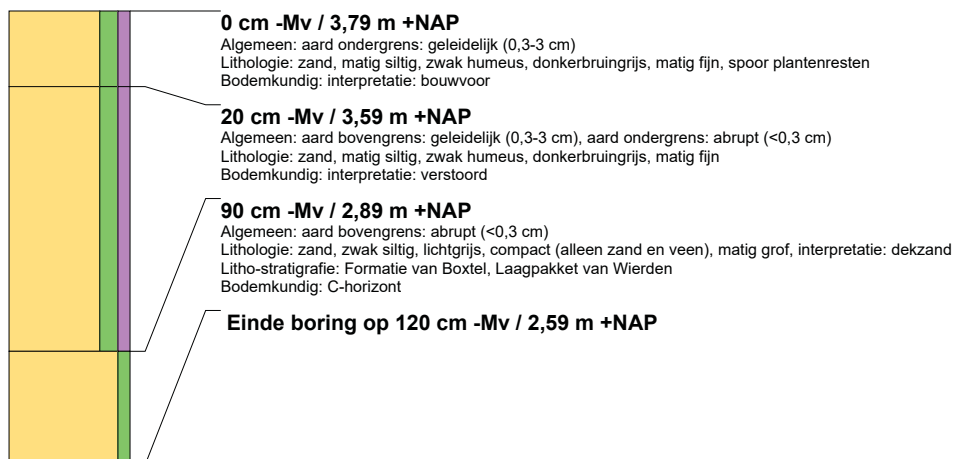 0 cm -Mv / 3,79 m +NAP
Algemeen: aard ondergrens: geleidelijk (0,3-3 cm)
Lithologie: zand, matig siltig, zwak humeus, donkerbruingrijs, matig fijn, spoor plantenresten
Bodemkundig: interpretatie: bouwvoor
20 cm -Mv / 3,59 m +NAP
Algemeen: aard bovengrens: geleidelijk (0,3-3 cm), aard ondergrens: abrupt (<0,3 cm)
Lithologie: zand, matig siltig, zwak humeus, donkerbruingrijs, matig fijn
Bodemkundig: interpretatie: verstoord
90 cm -Mv / 2,89 m +NAP
Algemeen: aard bovengrens: abrupt (<0,3 cm)
Lithologie: zand, zwak siltig, lichtgrijs, compact (alleen zand en veen), matig grof, interpretatie: dekzand
Litho-stratigrafie: Formatie van Boxtel, Laagpakket van Wierden
Bodemkundig: C-horizont
Einde boring op 120 cm -Mv / 2,59 m +NAP